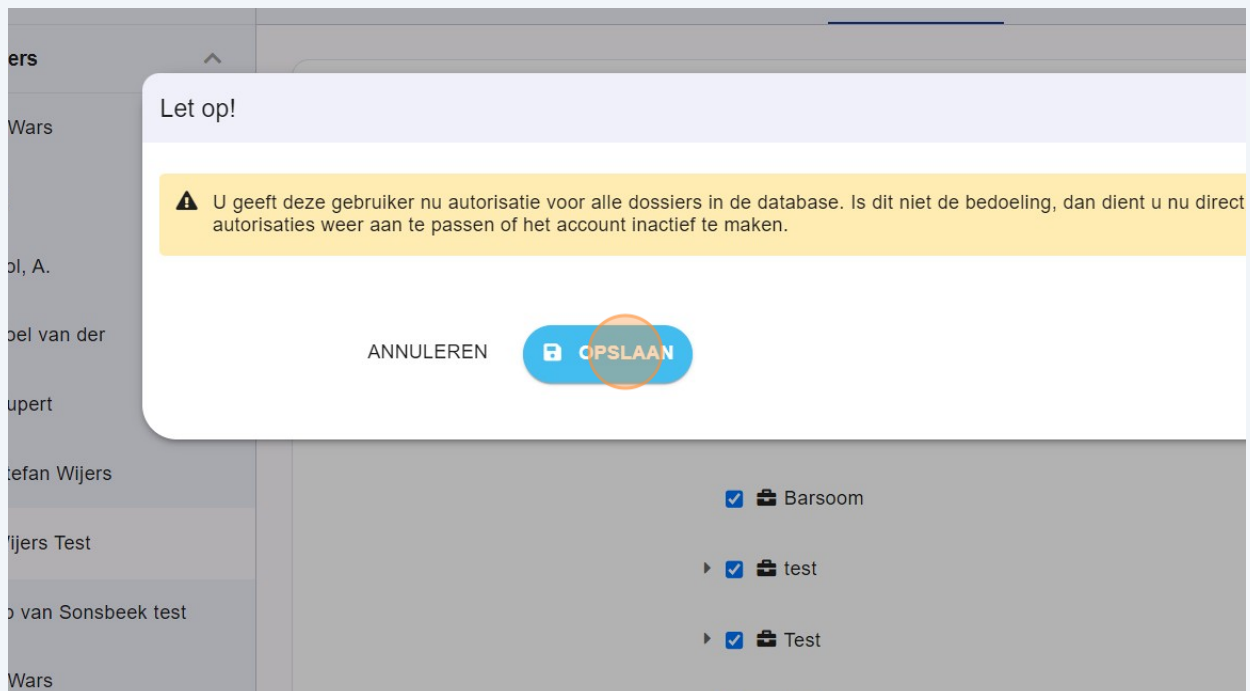 ers
Let op!
Wars
U geeft deze gebruiker nu autorisatie voor alle dossiers in de database. Is dit niet de bedoeling, dan dient u nu direct
autorisaties weer aan te passen of het account inactief te maken.
ol, A.
van der
ANNULEREN
OPSLAAN
upert
tefan Wijers
Barsoom
ijers Test
test
van Sonsbeek test
Test
Wars